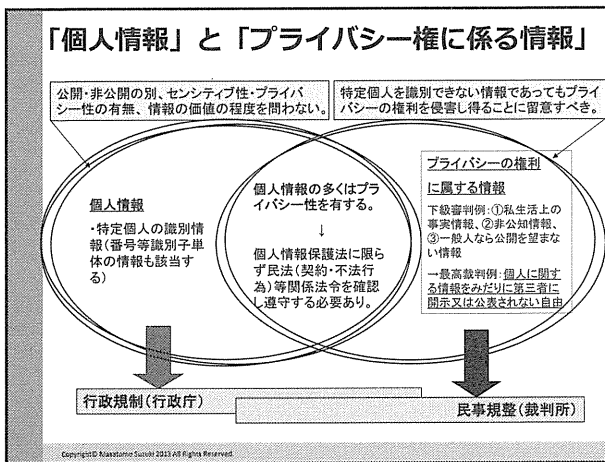 「個人情報」と「プライバシー権に係る情報」
公開・非公開の別、センシティブ性・プライバ
シー性の有無、情報の価値の程度を問わない。
特定個人を識別できない情報であってもプライ
バシーの権利を侵害し得ることに留意すべき。
個人情報
・特定個人の識別情
報(番号等識別子単
体の情報も該当す
る)
個人情報の多くはプラ
イバシー性を有する。
↓
個人情報保護法に限ら
ず民法(契約・不法行
為)等関係法令を確認
し遵守する必要あり。
プライバシーの権利
に属する情報
下級審判例:①私生活上の
事実情報、②非公知情報、
③一般人なら公開を望まな
い情報
→最高裁判例:個人に関す
る情報をみだりに第三者に
開示又は公表されない自由
行政規制(行政庁)
民事規整(裁判所)
Copyright© Masatomo Suzuki 2013 All Rights Reserved.